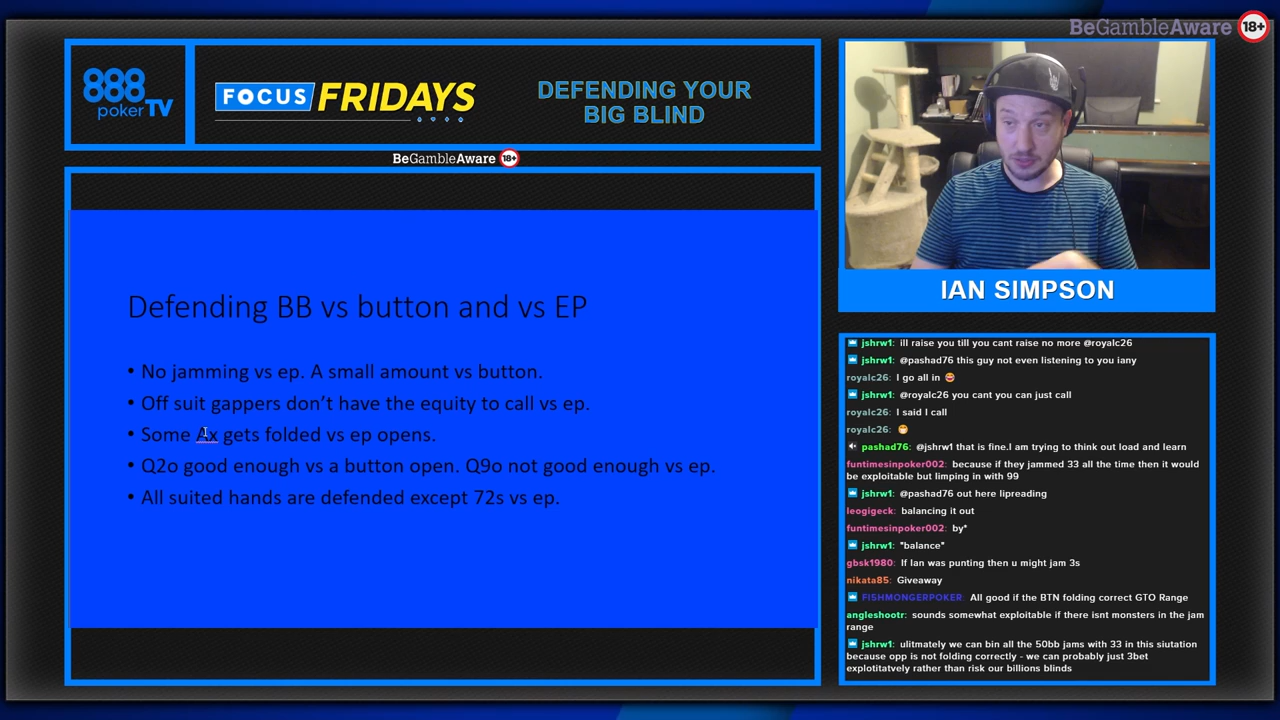 BeGambleAware 18+
888
poker TV
FOCUS FRIDAYS
DEFENDING YOUR
BIG BLIND
BeGambleAware 18+
Defending BB vs button and vs EP
• No jamming vs ep. A small amount vs button.
• Off suit gappers don’t have the equity to call vs ep.
• Some Ax gets folded vs ep opens.
• Q2o good enough vs a button open. Q9o not good enough vs ep.
• All suited hands are defended except 72s vs ep.
IAN SIMPSON
jshrw1: ill raise you till you cant raise no more @royalc26
jshrw1: @pashad76 this guy not even listening to you iany
royalc26: I go all in 😂
jshrw1: @royalc26 you cant you can just call
royalc26: I said I call
royalc26: 😁
pashad76: @jshrw1 that is fine.I am trying to think out load and learn
funtimesinpoker002: because if they jammed 33 all the time then it would
be exploitable but limping in with 99
jshrw1: @pashad76 out here lipreading
leogigeck: balancing it out
funtimesinpoker002: by*
jshrw1: "balance"
gbsk1980: If Ian was punting then u might jam 3s
nikata85: Giveaway
FISHMONGERPOKER: All good if the BTN folding correct GTO Range
angleshootr: sounds somewhat exploitable if there isnt monsters in the jam
range
jshrw1: ulitmately we can bin all the 50bb jams with 33 in this siutation
because opp is not folding correctly - we can probably just 3bet
exploitatvely rather than risk our billions blinds